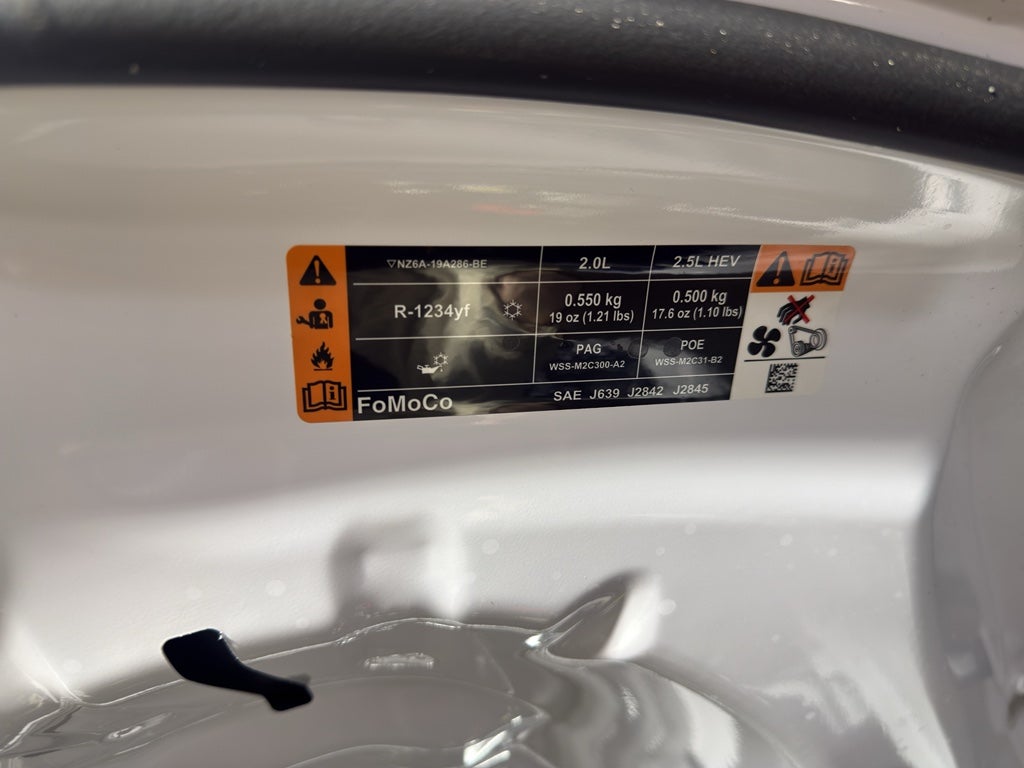 ▽NZ6A-19A286-BE 2.0L 2.5L HEV
R-1234yf 0.550 kg 0.500 kg
19 oz (1.21 lbs) 17.6 oz (1.10 lbs)
PAG POE
WSS-M2C300-A2 WSS-M2C31-B2
FoMoCo SAE J639 J2842 J2845